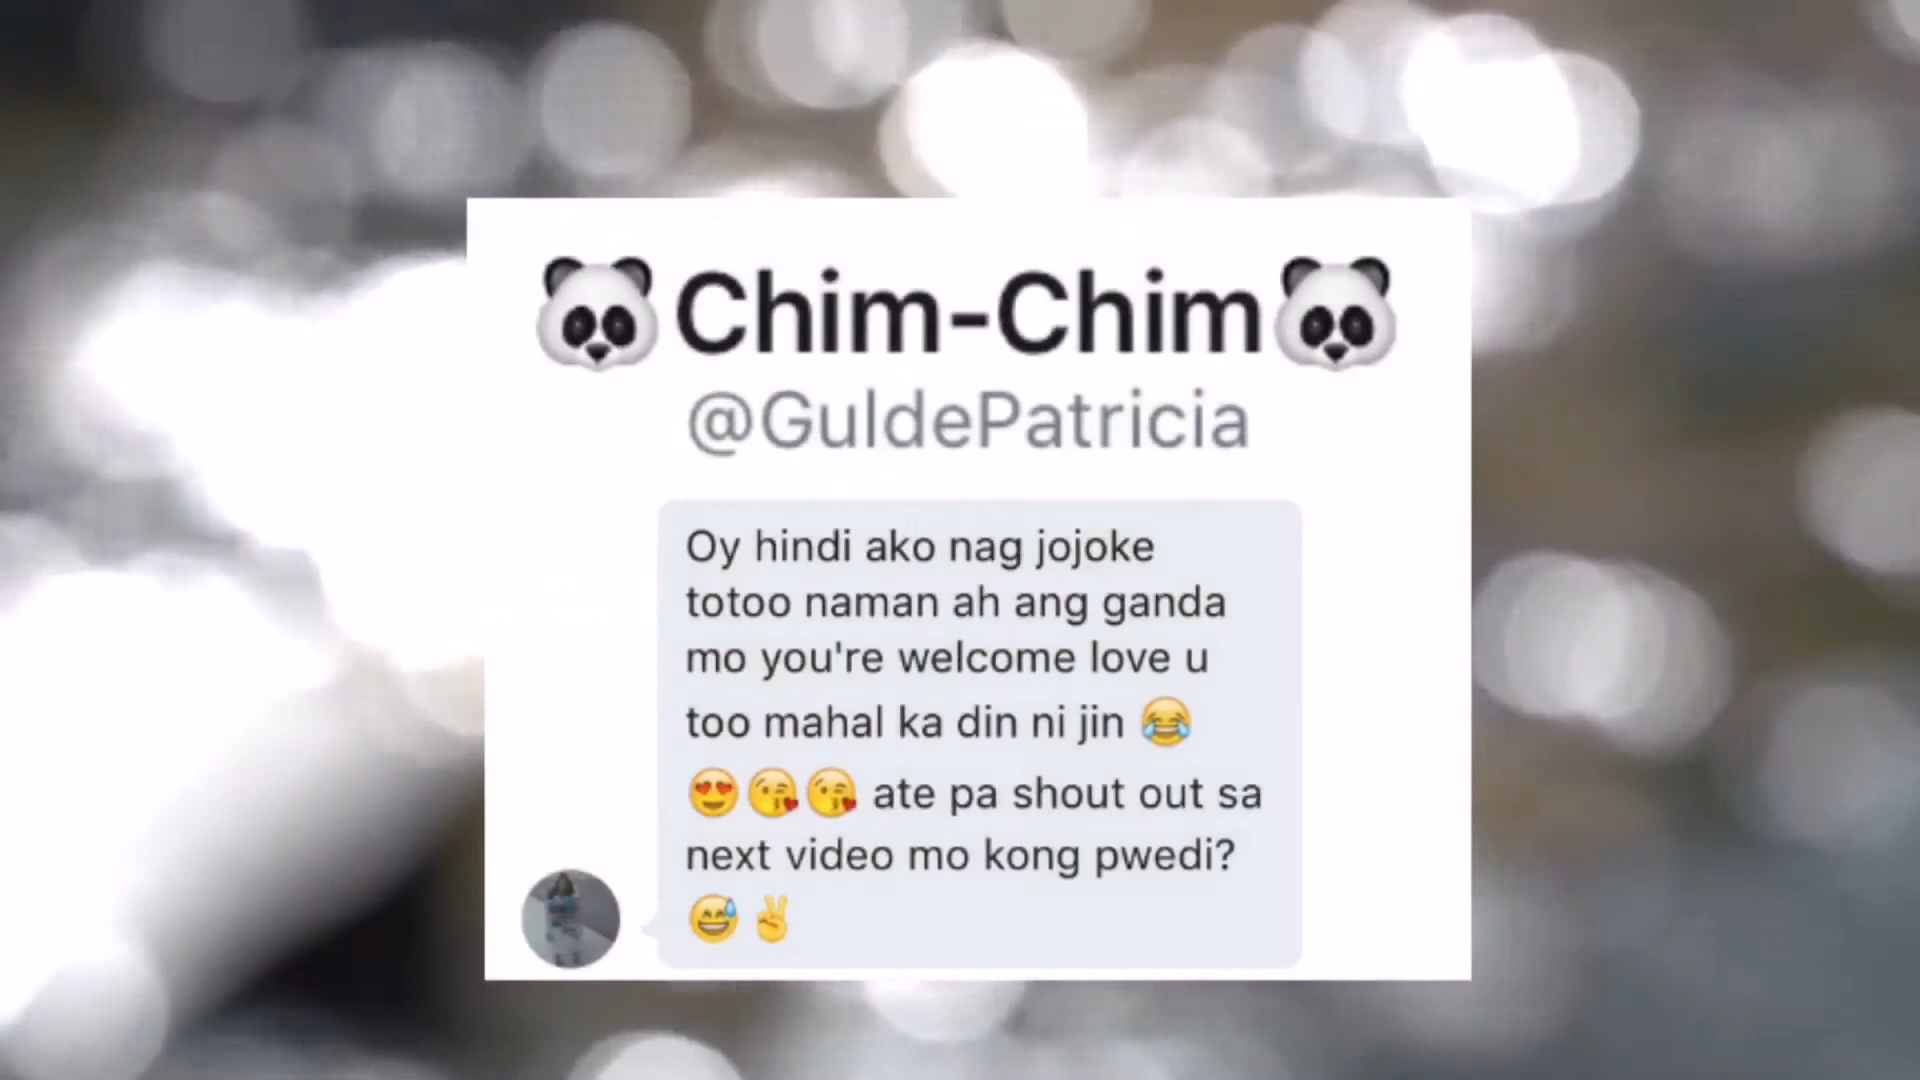 🐼Chim-Chim🐼
@GuldePatricia
Oy hindi ako nag jojoke
totoo naman ah ang ganda
mo you're welcome love u
too mahal ka din ni jin 😂
😍😘😘 ate pa shout out sa
next video mo kong pwedi?
😅✌️